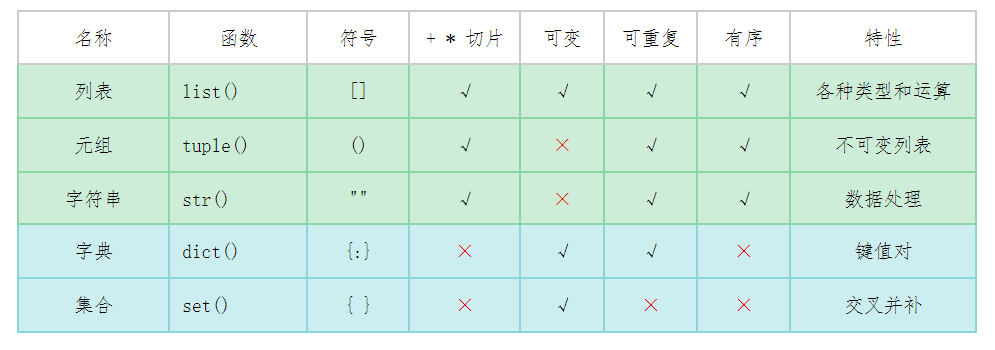 名称 函数 符号 + * 切片 可变 可重复 有序 特性
列表 list() [] √ √ √ √ 各种类型和运算
元组 tuple() () √ × √ √ 不可变列表
字符串 str() "" √ × √ √ 数据处理
字典 dict() {:} × √ √ × 键值对
集合 set() { } × √ × × 交叉并补